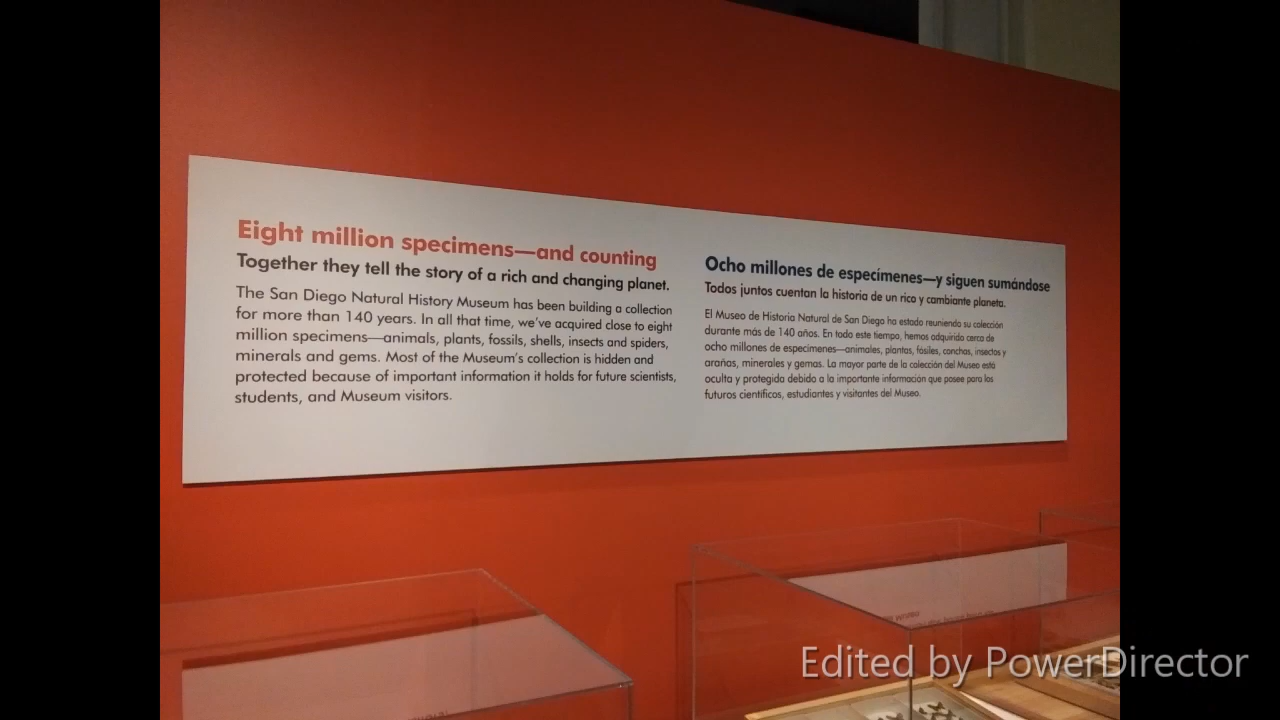 Eight million specimens—and counting
Together they tell the story of a rich and changing planet.
The San Diego Natural History Museum has been building a collection
for more than 140 years. In all that time, we've acquired close to eight
million specimens—animals, plants, fossils, shells, insects and spiders,
minerals and gems. Most of the Museum's collection is hidden and
protected because of important information it holds for future scientists,
students, and Museum visitors.
Ocho millones de especímenes—y siguen sumándose
Todos juntos cuentan la historia de un rico y cambiante planeta.
El Museo de Historia Natural de San Diego ha estado reuniendo su colección
durante más de 140 años. En todo este tiempo, hemos adquirido cerca de
ocho millones de especímenes—animales, plantas, fósiles, conchas, insectos y
arañas, minerales y gemas. La mayor parte de la colección del Museo está
oculta y protegida debido a la importante información que posee para los
futuros científicos, estudiantes y visitantes del Museo.
Edited by PowerDirector